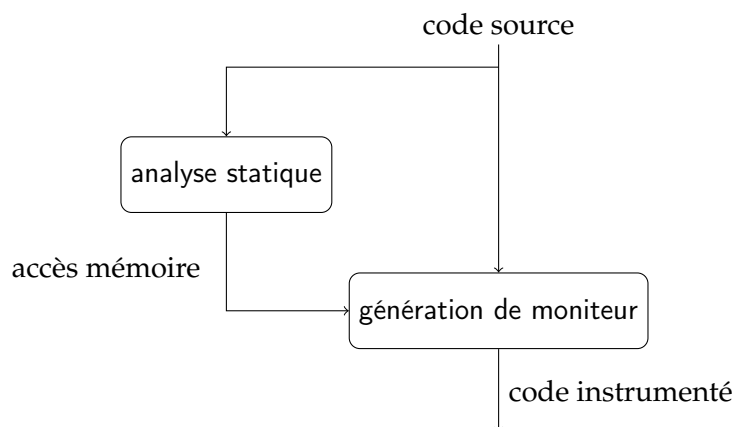 code source
analyse statique
accès mémoire
génération de moniteur
code instrumenté